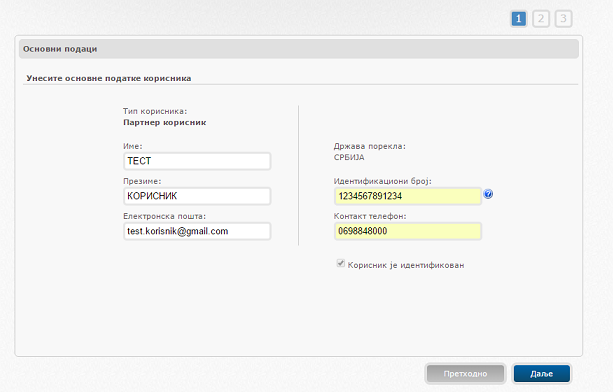 1 2 3
Основни подаци
Унесите основне податке корисника
Тип корисника:
Партнер корисник
Име:
ТЕСТ
Презиме:
КОРИСНИК
Електронска пошта:
test.korisnik@gmail.com
Држава порекла:
СРБИЈА
Идентификациони број:
1234567891234
?
Контакт телефон:
0698848000
Корисник је идентификован
Претходно
Даље